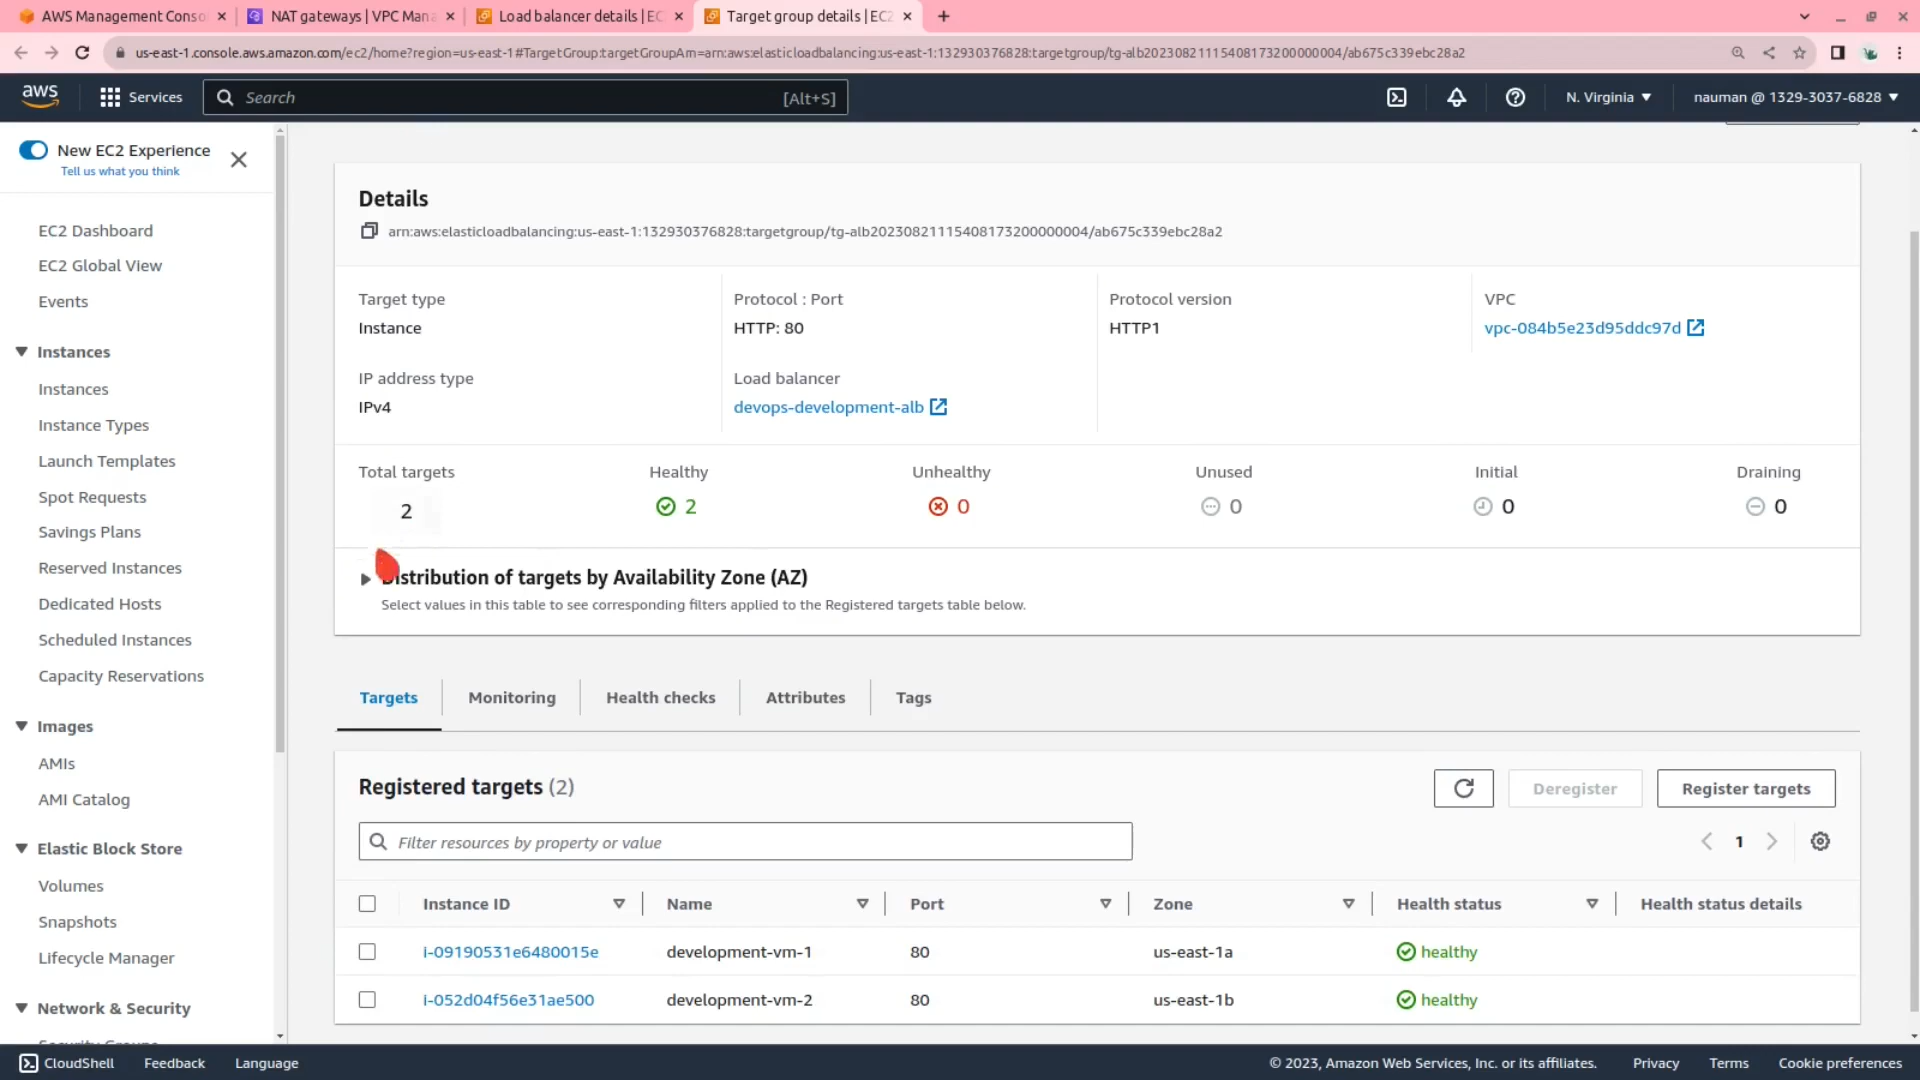 AWS Management Conso
NAT gateways | VPC Mana
Load balancer details | EC
Target group details | EC2
us-east-1.console.aws.amazon.com/ec2/home?region=us-east-1#TargetGroup:targetGroupArn=arn:aws:elasticloadbalancing:us-east-1:132930376828:targetgroup/tg-alb20230821115408173200000004/ab675c339ebc28a2
aws
Services
Search [Alt+S]
N. Virginia
nauman @ 1329-3037-6828
New EC2 Experience
Tell us what you think
EC2 Dashboard
EC2 Global View
Events
Instances
Instances
Instance Types
Launch Templates
Spot Requests
Savings Plans
Reserved Instances
Dedicated Hosts
Scheduled Instances
Capacity Reservations
Images
AMIs
AMI Catalog
Elastic Block Store
Volumes
Snapshots
Lifecycle Manager
Network & Security
Security Groups
Details
arn:aws:elasticloadbalancing:us-east-1:132930376828:targetgroup/tg-alb20230821115408173200000004/ab675c339ebc28a2
Target type
Instance
Protocol : Port
HTTP: 80
Protocol version
HTTP1
VPC
vpc-084b5e23d95ddc97d
IP address type
IPv4
Load balancer
devops-development-alb
Total targets
2
Healthy
2
Unhealthy
0
Unused
0
Initial
0
Draining
0
Distribution of targets by Availability Zone (AZ)
Select values in this table to see corresponding filters applied to the Registered targets table below.
Targets Monitoring Health checks Attributes Tags
Registered targets (2)
Deregister
Register targets
Filter resources by property or value
1
Instance ID Name Port Zone Health status Health status details
i-09190531e6480015e development-vm-1 80 us-east-1a healthy
i-052d04f56e31ae500 development-vm-2 80 us-east-1b healthy
CloudShell Feedback Language
© 2023, Amazon Web Services, Inc. or its affiliates. Privacy Terms Cookie preferences